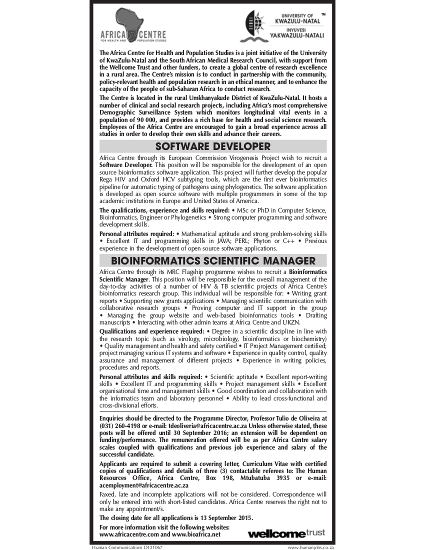 AFRICA CENTRE
FOR HEALTH AND POPULATION STUDIES
UNIVERSITY OF
KWAZULU-NATAL
INYUVESI
YAKWAZULU-NATALI
The Africa Centre for Health and Population Studies is a joint initiative of the University
of KwaZulu-Natal and the South African Medical Research Council, with support from
the Wellcome Trust and other funders, to create a global centre of research excellence
in a rural area. The Centre's mission is to conduct in partnership with the community,
policy-relevant health and population research in an ethical manner, and to enhance the
capacity of the people of sub-Saharan Africa to conduct research.
The Centre is located in the rural Umkhanyakude District of KwaZulu-Natal. It hosts a
number of clinical and social research projects, including Africa's most comprehensive
Demographic Surveillance System which monitors longitudinal vital events in a
population of 90 000, and provides a rich base for health and social science research.
Employees of the Africa Centre are encouraged to gain a broad experience across all
studies in order to develop their own skills and advance their careers.
SOFTWARE DEVELOPER
Africa Centre through its European Commission Virogenesis Project wish to recruit a
Software Developer. This position will be responsible for the development of an open
source bioinformatics software application. This project will further develop the popular
Rega HIV and Oxford HCV subtyping tools, which are the first ever bioinformatics
pipeline for automatic typing of pathogens using phylogenetics. The software application
is developed as open source software with multiple programmers in some of the top
academic institutions in Europe and United States of America.
The qualifications, experience and skills required: • MSc or PhD in Computer Science,
Bioinformatics, Engineer or Phylogenetics • Strong computer programming and software
development skills.
Personal attributes required: • Mathematical aptitude and strong problem-solving skills
• Excellent IT and programming skills in JAVA; PERL; Phyton or C++ • Previous
experience in the development of open source software applications.
BIOINFORMATICS SCIENTIFIC MANAGER
Africa Centre through its MRC Flagship programme wishes to recruit a Bioinformatics
Scientific Manager. This position will be responsible for the overall management of the
day-to-day activities of a number of HIV & TB scientific projects of Africa Centre's
bioinformatics research group. This individual will be responsible for: • Writing grant
reports • Supporting new grants applications • Managing scientific communication with
collaborative research groups • Proving computer and IT support in the group
• Managing the group website and web-based bioinformatics tools • Drafting
manuscripts • Interacting with other admin teams at Africa Centre and UKZN.
Qualifications and experience required: • Degree in a scientific discipline in line with
the research topic (such as virology, microbiology, bioinformatics or biochemistry)
• Quality management and health and safety certified • IT Project Management certified;
project managing various IT systems and software • Experience in quality control, quality
assurance and management of different projects • Experience in writing policies,
procedures and reports.
Personal attributes and skills required: • Scientific aptitude • Excellent report-writing
skills • Excellent IT and programming skills • Project management skills • Excellent
organisational time and management skills • Good coordination and collaboration with
the informatics team and laboratory personnel • Ability to lead cross-functional and
cross-divisional efforts.
Enquiries should be directed to the Programme Director, Professor Tulio de Oliveira at
(031) 260-4198 or e-mail: tdeoliveira@africacentre.ac.za Unless otherwise stated, these
posts will be offered until 30 September 2016; an extension will be dependent on
funding/performance. The remuneration offered will be as per Africa Centre salary
scales coupled with qualifications and previous job experience and salary of the
successful candidate.
Applicants are required to submit a covering letter, Curriculum Vitae with certified
copies of qualifications and details of three (3) contactable referees to: The Human
Resources Office, Africa Centre, Box 198, Mtubatuba 3935 or e-mail:
acemployment@africacentre.ac.za
Faxed, late and incomplete applications will not be considered. Correspondence will
only be entered into with short-listed candidates. Africa Centre reserves the right not to
make any appointment/s.
The closing date for all applications is 13 September 2015.
For more information visit the following websites:
www.africacentre.com and www.bioafrica.net
wellcometrust
Human Communications U121067
www.humanjobs.co.za